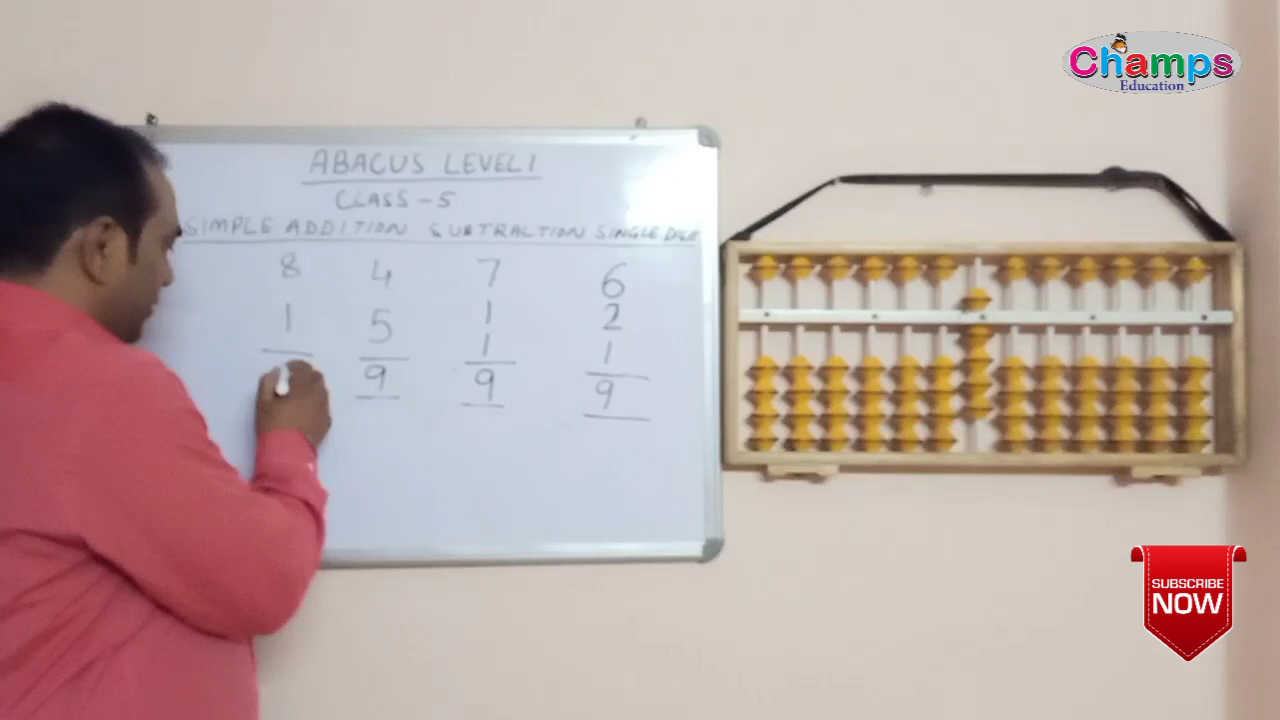 Champs
Education
ABACUS LEVEL 1
CLASS - 5
SIMPLE ADDITION & SUBTRACTION SINGLE DIGIT
8 4 7 6
1 5 1 2
1 1
9 9 9
SUBSCRIBE
NOW